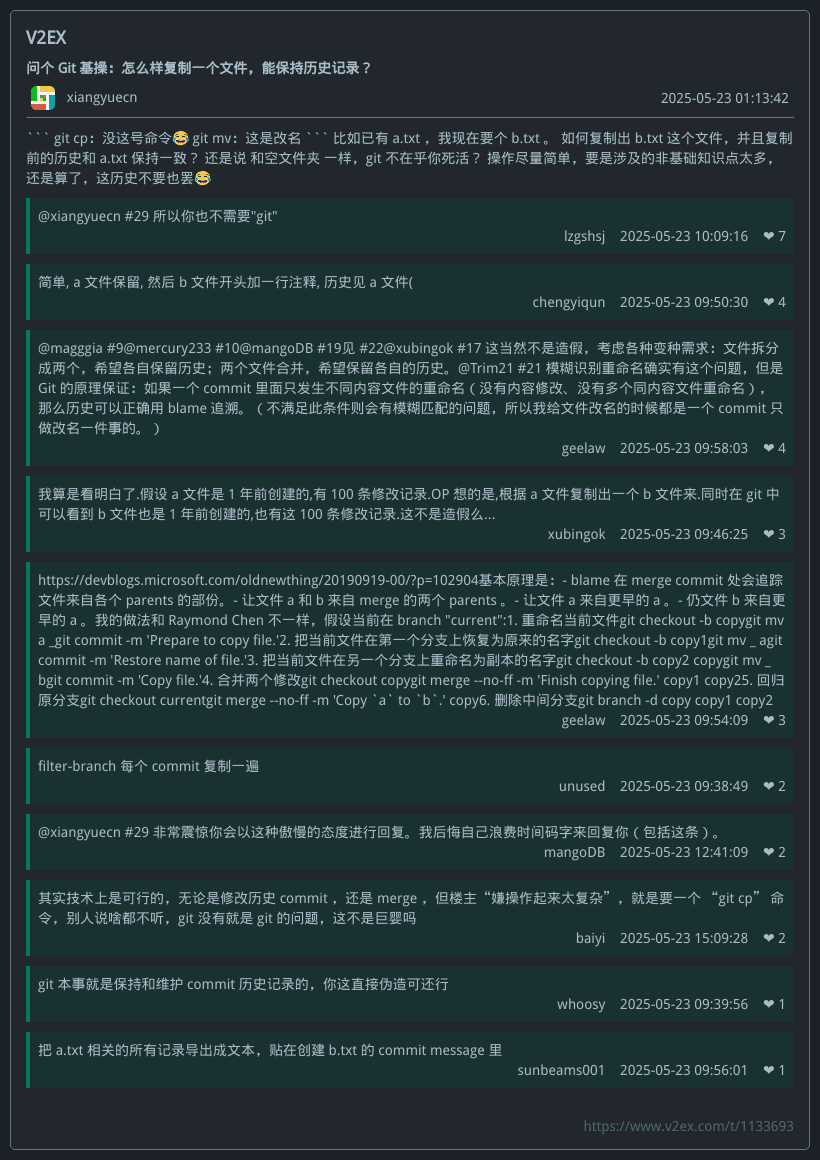 V2EX
问个 Git 基操：怎么样复制一个文件，能保持历史记录？
xiangyuecn 2025-05-23 01:13:42
``` git cp：没这号命令😂 git mv：这是改名 ``` 比如已有 a.txt ，我现在要个 b.txt 。 如何复制出 b.txt 这个文件，并且复制
前的历史和 a.txt 保持一致？ 还是说 和空文件夹 一样，git 不在乎你死活？ 操作尽量简单，要是涉及的非基础知识点太多，
还是算了，这历史不要也罢😂
@xiangyuecn #29 所以你也不需要"git"
lzgshsj 2025-05-23 10:09:16 ❤ 7
简单, a 文件保留, 然后 b 文件开头加一行注释, 历史见 a 文件(
chengyiqun 2025-05-23 09:50:30 ❤ 4
@magggia #9@mercury233 #10@mangoDB #19见 #22@xubingok #17 这当然不是造假，考虑各种变种需求：文件拆分
成两个，希望各自保留历史；两个文件合并，希望保留各自的历史。@Trim21 #21 模糊识别重命名确实有这个问题，但是
Git 的原理保证：如果一个 commit 里面只发生不同内容文件的重命名（没有内容修改、没有多个同内容文件重命名），
那么历史可以正确用 blame 追溯。（不满足此条件则会有模糊匹配的问题，所以我给文件改名的时候都是一个 commit 只
做改名一件事的。）
geelaw 2025-05-23 09:58:03 ❤ 4
我算是看明白了.假设 a 文件是 1 年前创建的,有 100 条修改记录.OP 想的是,根据 a 文件复制出一个 b 文件来.同时在 git 中
可以看到 b 文件也是 1 年前创建的,也有这 100 条修改记录.这不是造假么...
xubingok 2025-05-23 09:46:25 ❤ 3
https://devblogs.microsoft.com/oldnewthing/20190919-00/?p=102904基本原理是：- blame 在 merge commit 处会追踪
文件来自各个 parents 的部份。- 让文件 a 和 b 来自 merge 的两个 parents 。- 让文件 a 来自更早的 a 。- 仍文件 b 来自更
早的 a 。我的做法和 Raymond Chen 不一样，假设当前在 branch "current":1. 重命名当前文件git checkout -b copygit mv
a _git commit -m 'Prepare to copy file.'2. 把当前文件在第一个分支上恢复为原来的名字git checkout -b copy1git mv _ agit
commit -m 'Restore name of file.'3. 把当前文件在另一个分支上重命名为副本的名字git checkout -b copy2 copygit mv _
bgit commit -m 'Copy file.'4. 合并两个修改git checkout copygit merge --no-ff -m 'Finish copying file.' copy1 copy25. 回归
原分支git checkout currentgit merge --no-ff -m 'Copy `a` to `b`.' copy6. 删除中间分支git branch -d copy copy1 copy2
geelaw 2025-05-23 09:54:09 ❤ 3
filter-branch 每个 commit 复制一遍
unused 2025-05-23 09:38:49 ❤ 2
@xiangyuecn #29 非常震惊你会以这种傲慢的态度进行回复。我后悔自己浪费时间码字来回复你（包括这条）。
mangoDB 2025-05-23 12:41:09 ❤ 2
其实技术上是可行的，无论是修改历史 commit ，还是 merge ，但楼主“嫌操作起来太复杂”，就是要一个 “git cp” 命
令，别人说啥都不听，git 没有就是 git 的问题，这不是巨婴吗
baiyi 2025-05-23 15:09:28 ❤ 2
git 本事就是保持和维护 commit 历史记录的，你这直接伪造可还行
whoosy 2025-05-23 09:39:56 ❤ 1
把 a.txt 相关的所有记录导出成文本，贴在创建 b.txt 的 commit message 里
sunbeams001 2025-05-23 09:56:01 ❤ 1
https://www.v2ex.com/t/1133693